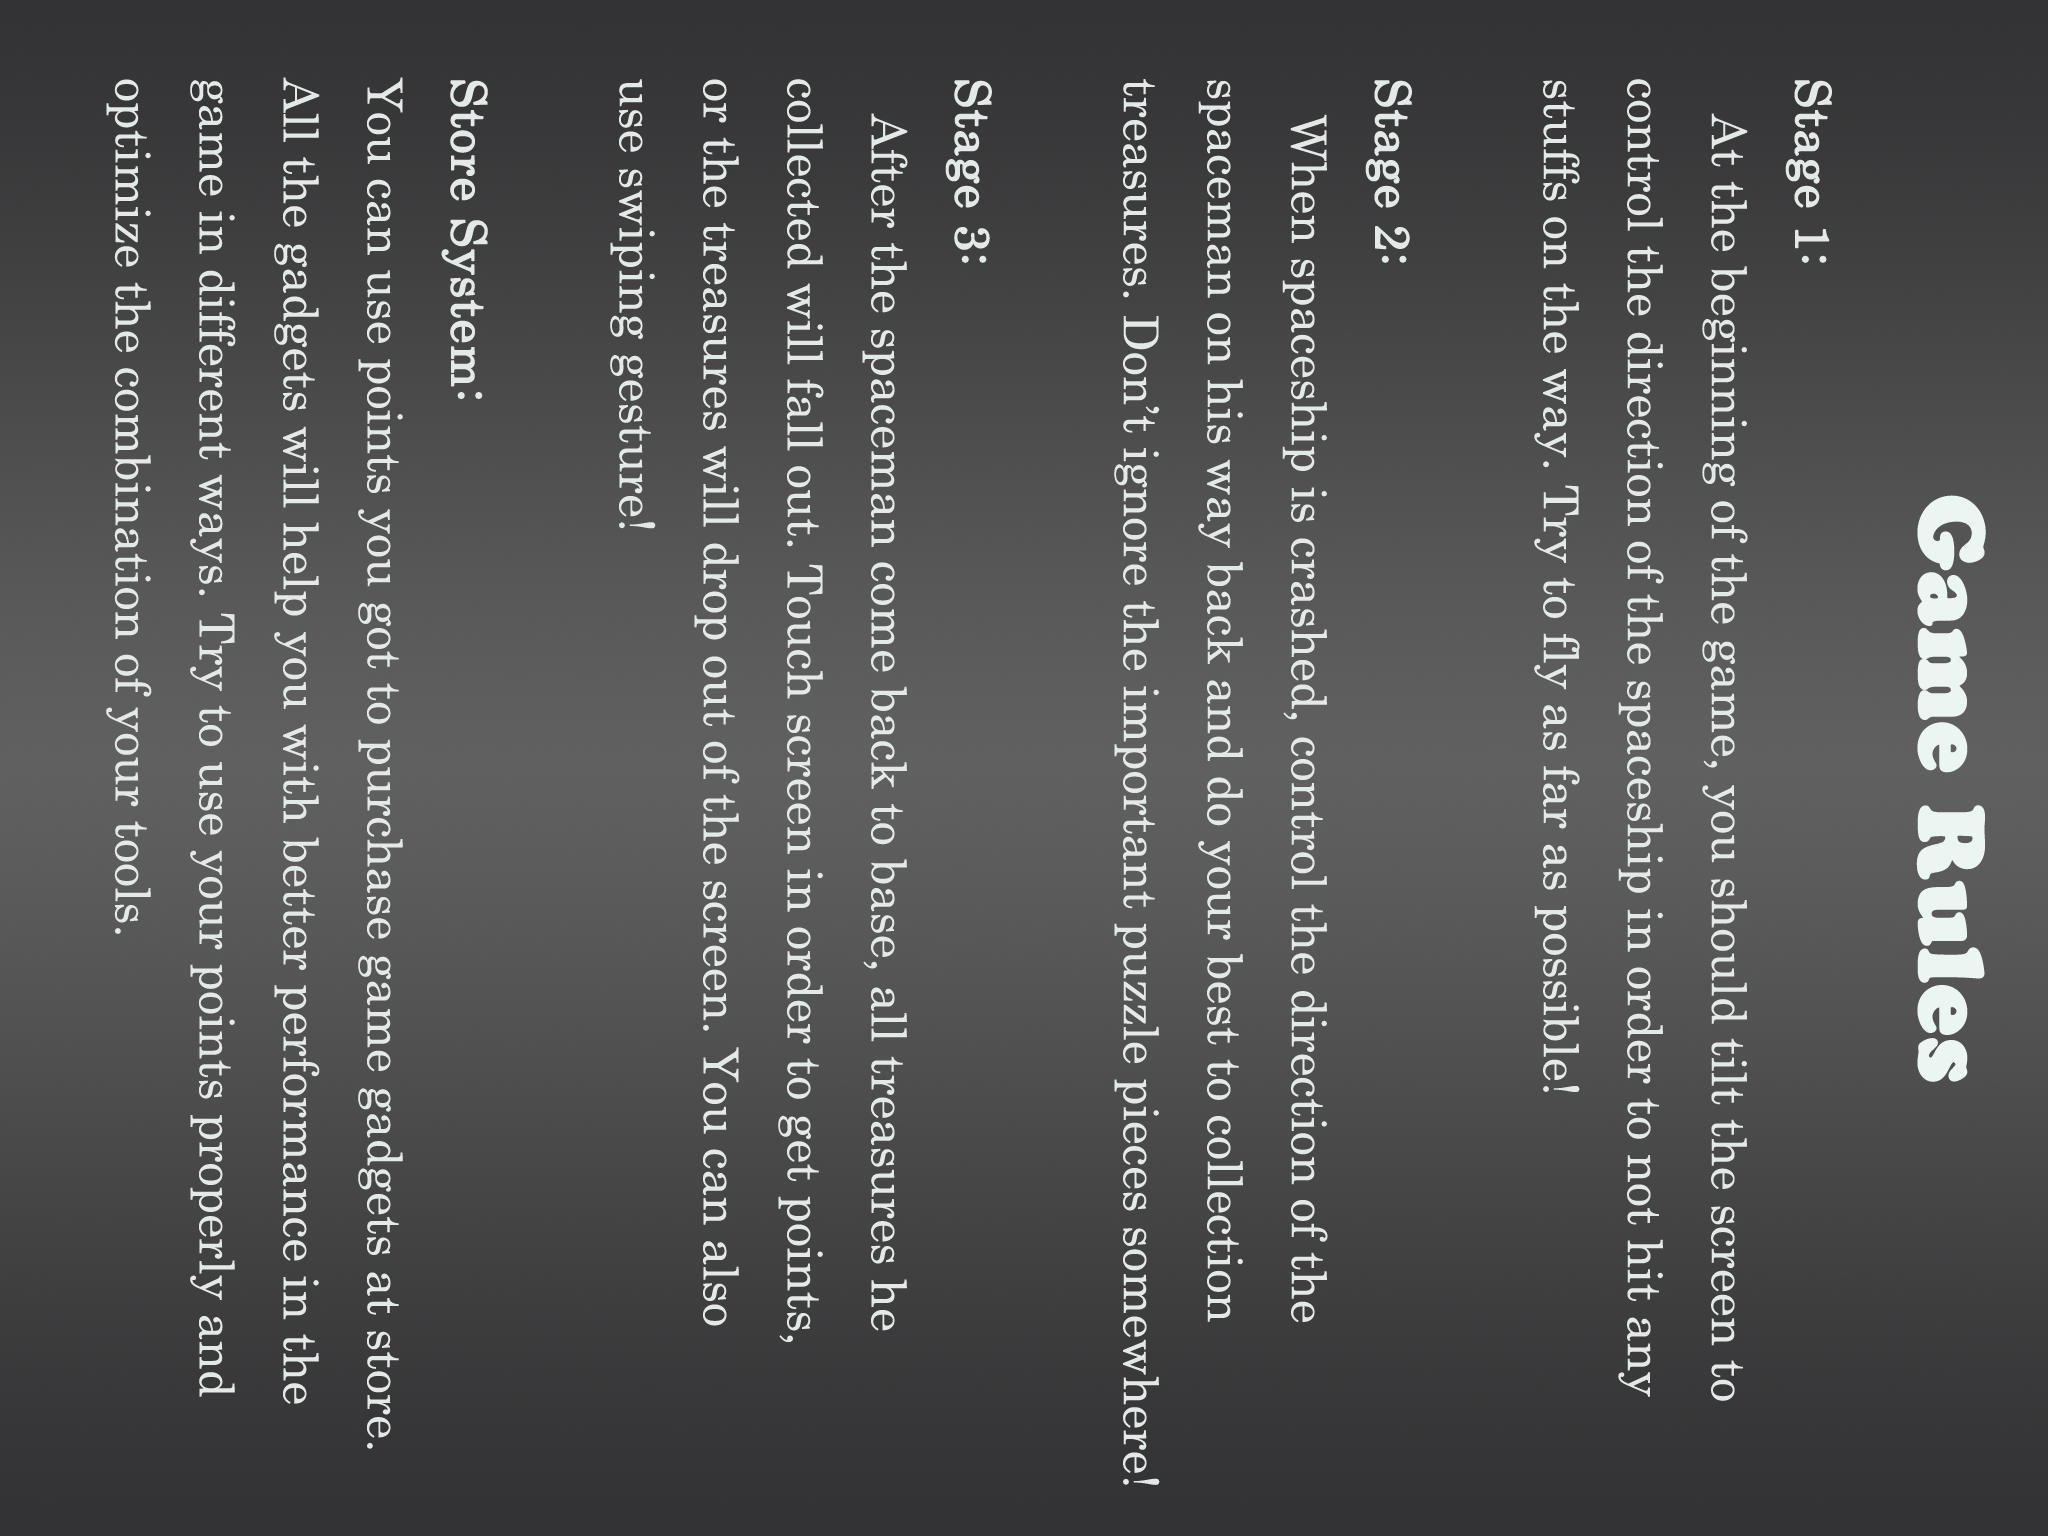 Game Rules
Stage 1:
At the beginning of the game, you should tilt the screen to
control the direction of the spaceship in order to not hit any
stuffs on the way. Try to fly as far as possible!
Stage 2:
When spaceship is crashed, control the direction of the
spaceman on his way back and do your best to collection
treasures. Don't ignore the important puzzle pieces somewhere!
Stage 3:
After the spaceman come back to base, all treasures he
collected will fall out. Touch screen in order to get points,
or the treasures will drop out of the screen. You can also
use swiping gesture!
Store System:
You can use points you got to purchase game gadgets at store.
All the gadgets will help you with better performance in the
game in different ways. Try to use your points properly and
optimize the combination of your tools.